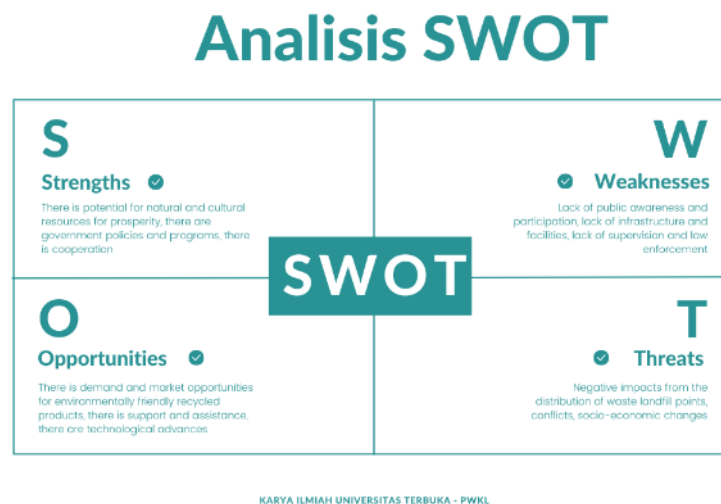 Analisis SWOT
S
Strengths
There is potential for natural and cultural
resources for prosperity, there are
government policies and programs, there
is cooperation
W
Weaknesses
Lack of public awareness and
participation, lack of infrastructure and
facilities, lack of supervision and law
enforcement
SWOT
O
Opportunities
There is demand and market opportunities
for environmentally friendly recycled
products, there is support and assistance,
there are technological advances
T
Threats
Negative impacts from the
distribution of waste landfill points,
conflicts, socio-economic changes
KARYA ILMIAH UNIVERSITAS TERBUKA - PWKL